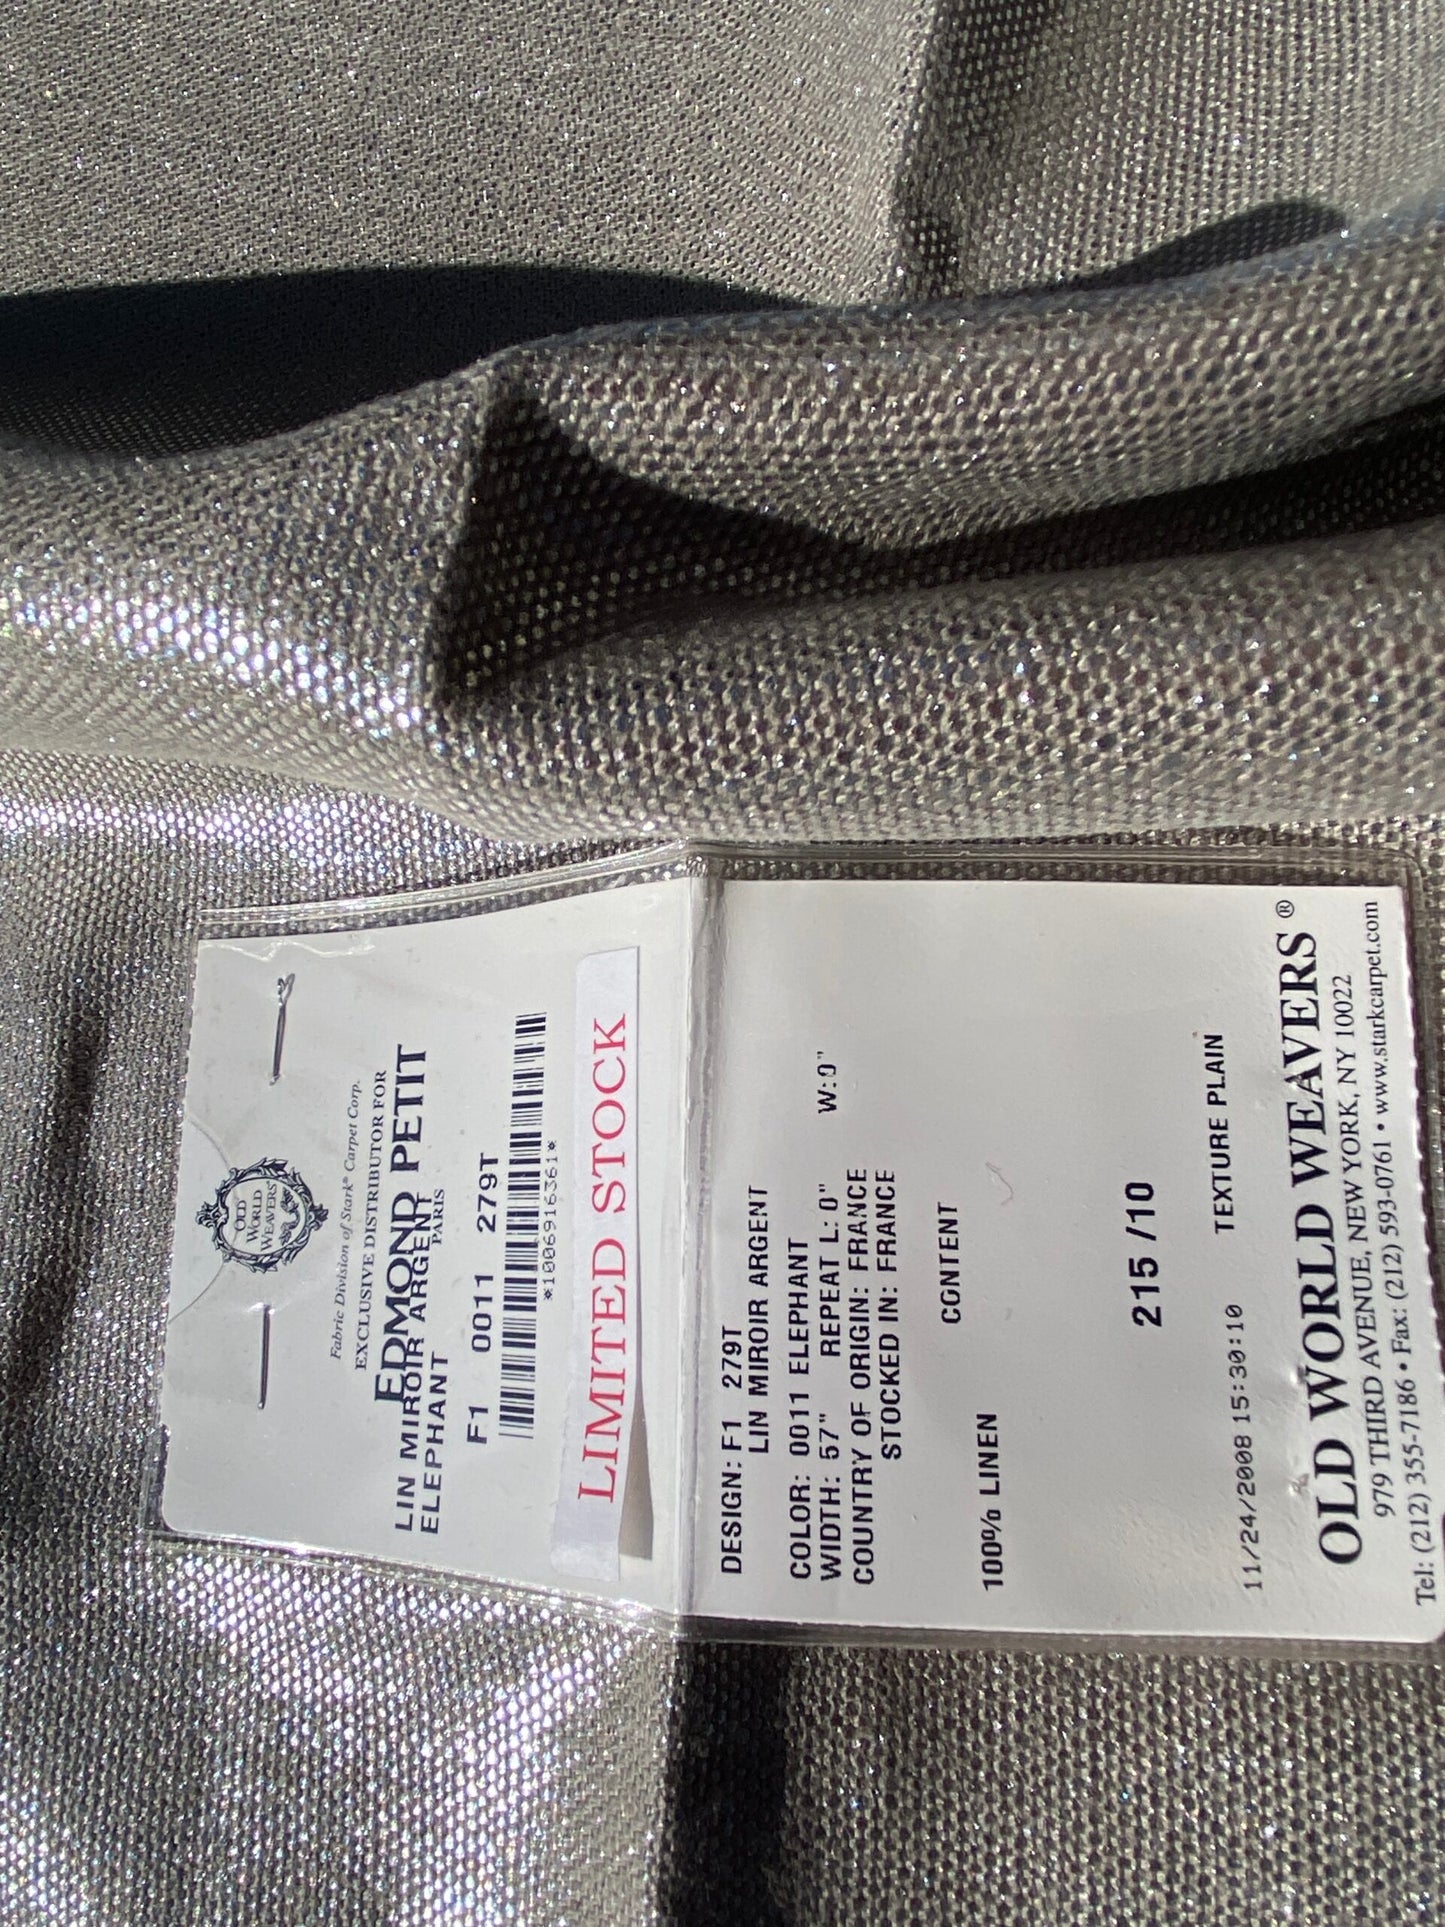 OLD
WORLD
WEAVERS®
Fabric Division of Stark® Carpet Corp.
EXCLUSIVE DISTRIBUTOR FOR
EDMOND PETIT
PARIS
LIN MIROIR ARGENT
ELEPHANT
F1 0011 279T
*1006916361*
LIMITED STOCK
DESIGN: F1 279T
LIN MIROIR ARGENT
COLOR: 0011 ELEPHANT
WIDTH: 57" REPEAT L: 0" W:0"
COUNTRY OF ORIGIN: FRANCE
STOCKED IN: FRANCE
CONTENT
100% LINEN
215 /10
11/24/2008 15:30:10 TEXTURE PLAIN
OLD WORLD WEAVERS®
979 THIRD AVENUE, NEW YORK, NY 10022
Tel: (212) 355-7186 • Fax: (212) 593-0761 • www.starkcarpet.com